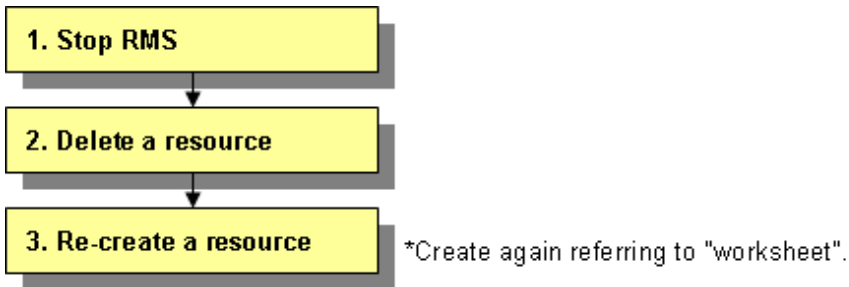 1. Stop RMS
2. Delete a resource
3. Re-create a resource
*Create again referring to "worksheet".